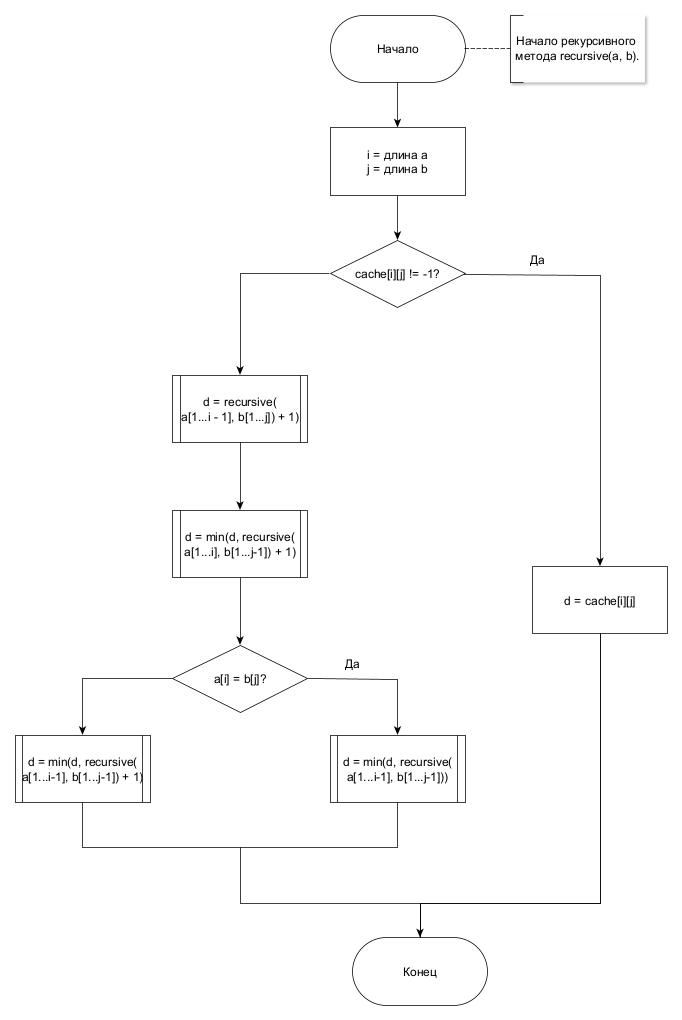 Начало
Начало рекурсивного
метода recursive(a, b).
i = длина a
j = длина b
cache[i][j] != -1?
Да
d = recursive(
a[1...i - 1], b[1...j]) + 1)
d = min(d, recursive(
a[1...i], b[1...j-1]) + 1)
d = cache[i][j]
a[i] = b[j]?
Да
d = min(d, recursive(
a[1...i-1], b[1...j-1]) + 1)
d = min(d, recursive(
a[1...i-1], b[1...j-1]))
Конец